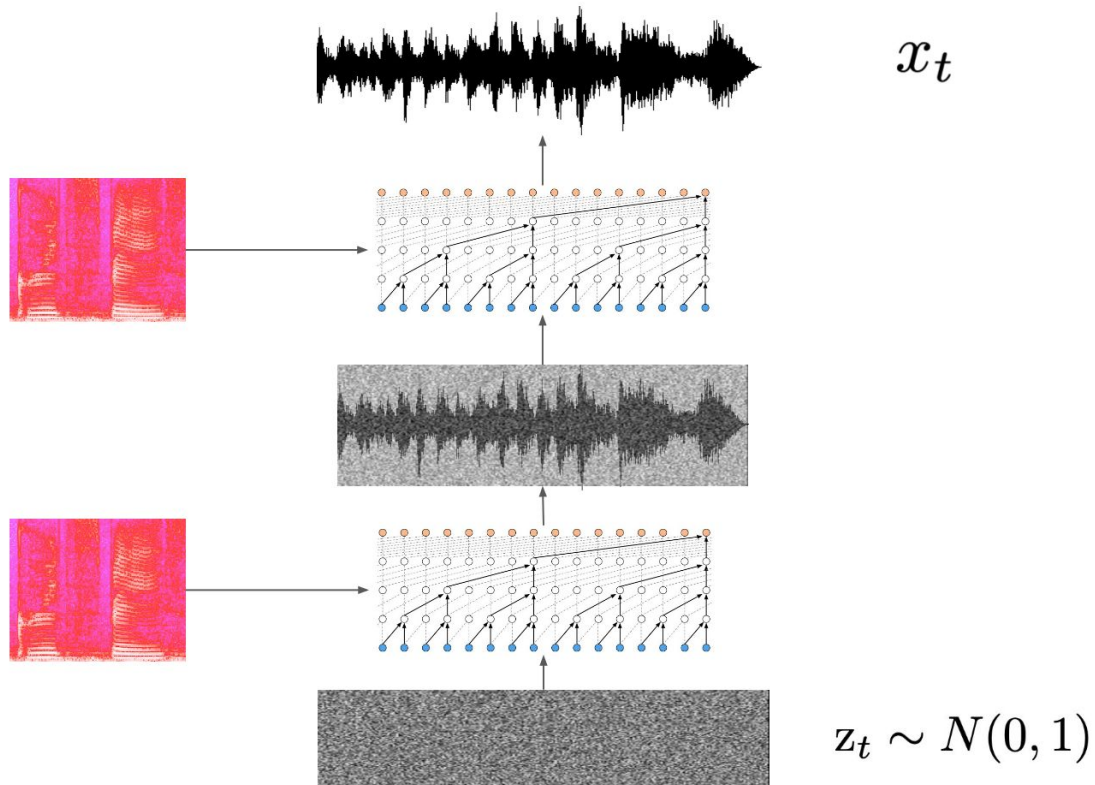 x_t
z_t ∼ N(0, 1)